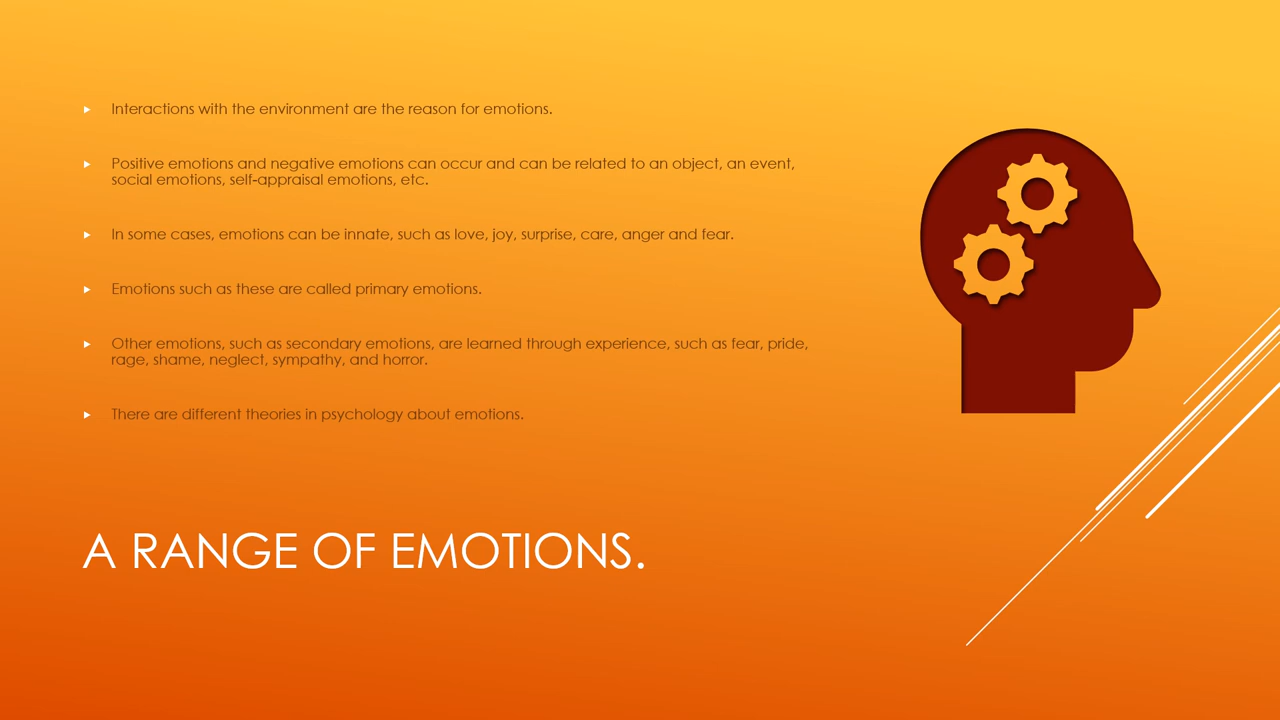 Interactions with the environment are the reason for emotions.
Positive emotions and negative emotions can occur and can be related to an object, an event,
social emotions, self-appraisal emotions, etc.
In some cases, emotions can be innate, such as love, joy, surprise, care, anger and fear.
Emotions such as these are called primary emotions.
Other emotions, such as secondary emotions, are learned through experience, such as fear, pride,
rage, shame, neglect, sympathy, and horror.
There are different theories in psychology about emotions.
A RANGE OF EMOTIONS.